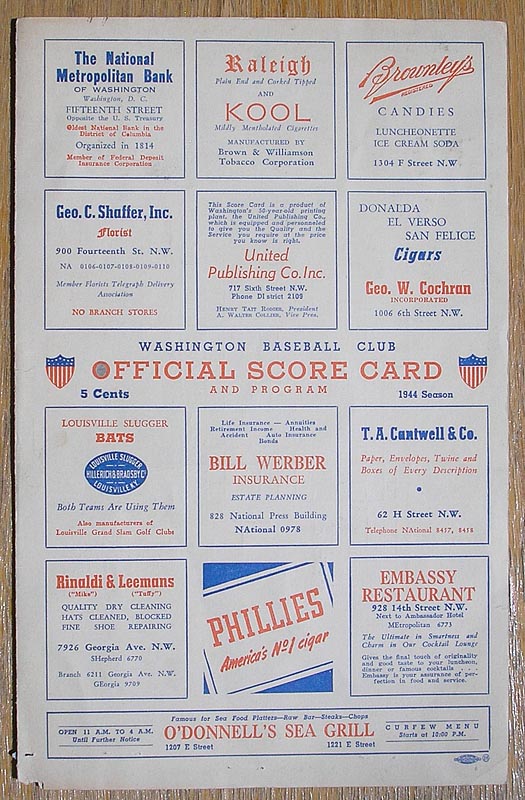 The National
Metropolitan Bank
OF WASHINGTON
Washington, D. C.
FIFTEENTH STREET
Opposite the U. S. Treasury
Oldest National Bank in the
District of Columbia
Organized in 1814
Member of Federal Deposit
Insurance Corporation
Raleigh
Plain End and Corked Tipped
AND
KOOL
Mildly Mentholated Cigarettes
MANUFACTURED BY
Brown & Williamson
Tobacco Corporation
Brownley's
REGISTERED
CANDIES
LUNCHEONETTE
ICE CREAM SODA
1304 F Street N.W.
Geo. C. Shaffer, Inc.
Florist
900 Fourteenth St. N.W.
NA 0106-0107-0108-0109-0110
Member Florists Telegraph Delivery
Association
NO BRANCH STORES
This Score Card is a product of
Washington's 50-year-old printing
plant, the United Publishing Co.,
which is equipped and personneled
to give you the Quality and the
Service you require at the price
you know is right.
United
Publishing Co. Inc.
717 Sixth Street N.W.
Phone DIstrict 2109
HENRY TAIT RODIER, President
A. WALTER COLLIER, Vice Pres.
DONALDA
EL VERSO
SAN FELICE
Cigars
Geo. W. Cochran
INCORPORATED
1006 6th Street N.W.
WASHINGTON BASEBALL CLUB
OFFICIAL SCORE CARD
AND PROGRAM
5 Cents
1944 Season
LOUISVILLE SLUGGER
BATS
LOUISVILLE SLUGGER
HILLERICH & BRADSBY CO
LOUISVILLE, KY.
Both Teams Are Using Them
Also manufacturers of
Louisville Grand Slam Golf Clubs
Life Insurance — Annuities
Retirement Income Health and
Accident Auto Insurance
Bonds
BILL WERBER
INSURANCE
ESTATE PLANNING
828 National Press Building
NAtional 0978
T. A. Cantwell & Co.
Paper, Envelopes, Twine and
Boxes of Every Description
62 H Street N.W.
Telephone NAtional 8457, 8458
Rinaldi & Leemans
("Mike") ("Tuffy")
QUALITY DRY CLEANING
HATS CLEANED, BLOCKED
FINE SHOE REPAIRING
7926 Georgia Ave. N.W.
SHepherd 6770
Branch 6211 Georgia Ave. N.W.
GEorgia 9709
PHILLIES
America's No 1 cigar
EMBASSY
RESTAURANT
928 14th Street N.W.
Next to Ambassador Hotel
MEtropolitan 6773
The Ultimate in Smartness and
Charm in Our Cocktail Lounge
Gives the final touch of originality
and good taste to your luncheon,
dinner or famous cocktails . . .
Embassy is your assurance of per-
fection in food and service.
Famous for Sea Food Platters—Raw Bar—Steaks—Chops
OPEN 11 A.M. TO 4 A.M.
Until Further Notice
O'DONNELL'S SEA GRILL
1207 E Street 1221 E Street
CURFEW MENU
Starts at 10:00 P.M.